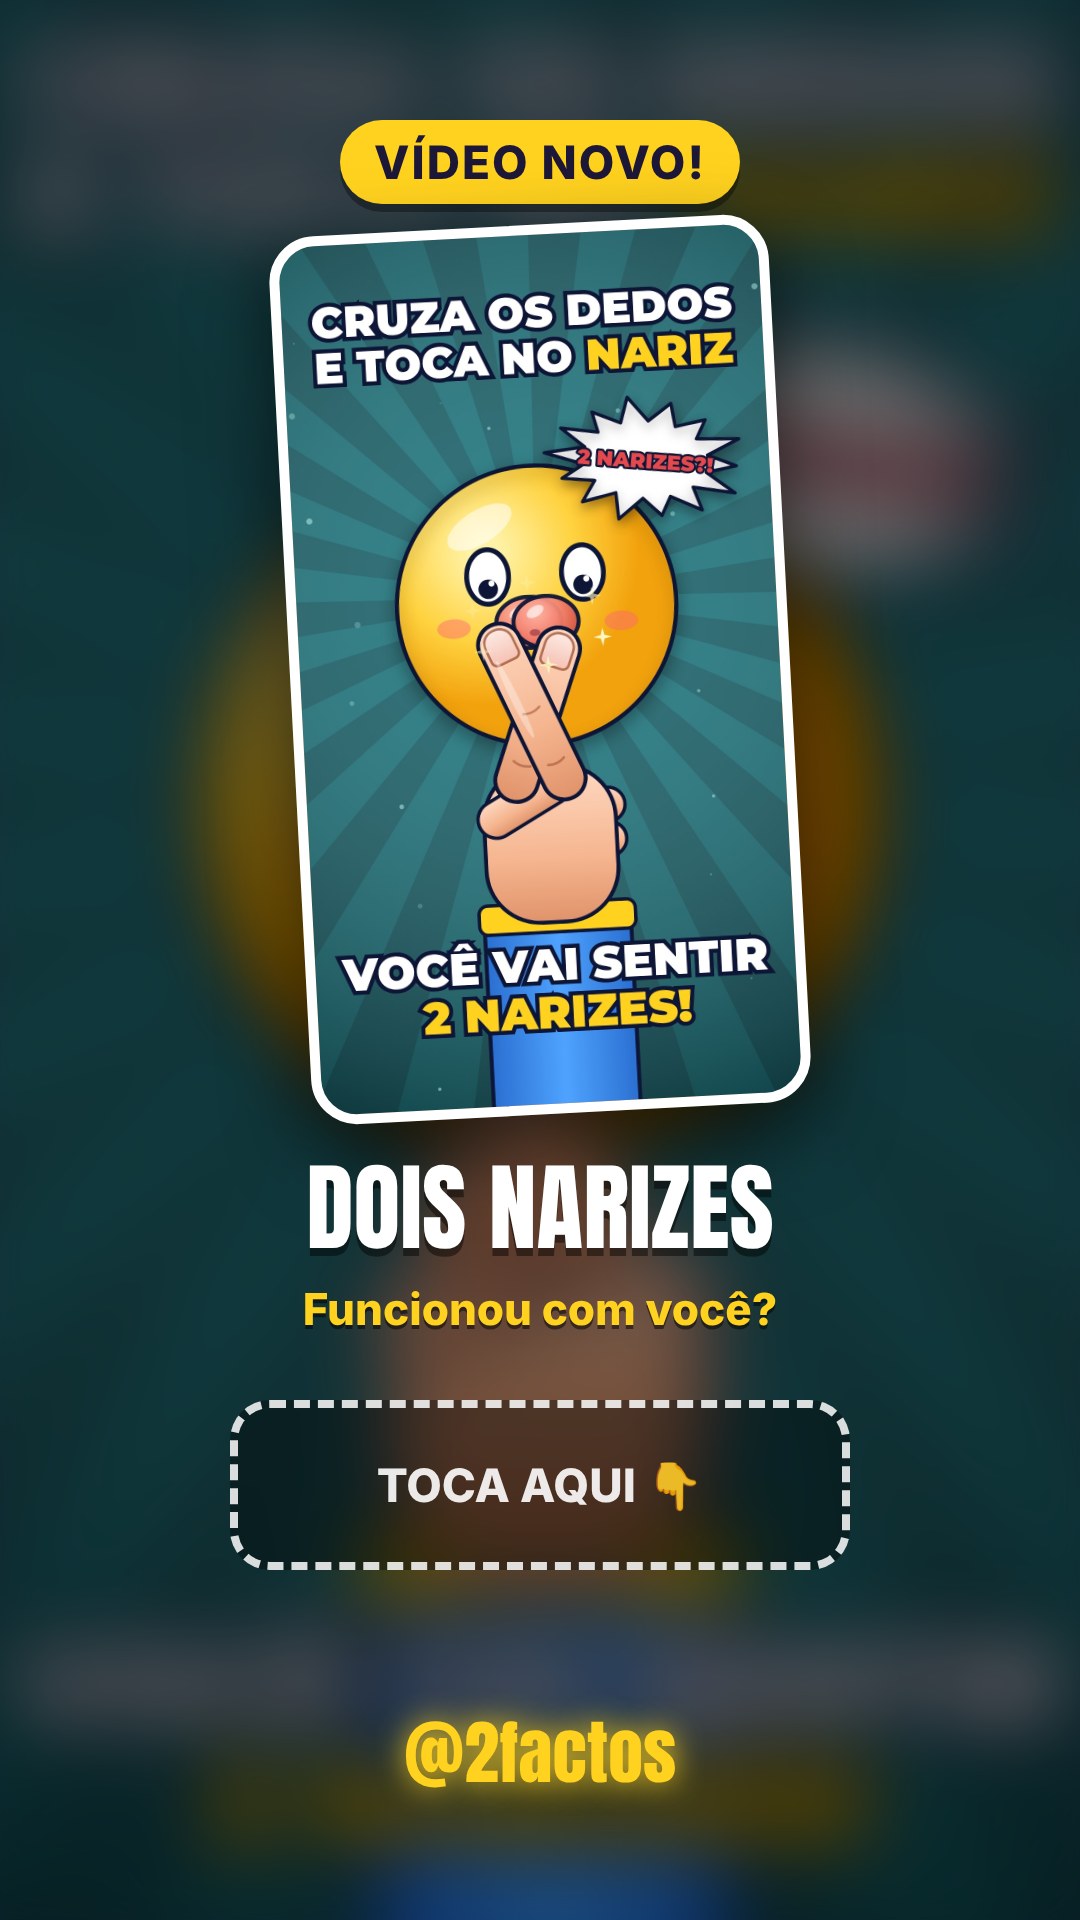 VÍDEO NOVO!
CRUZA OS DEDOS
E TOCA NO NARIZ
2 NARIZES?!
VOCÊ VAI SENTIR
2 NARIZES!
DOIS NARIZES
Funcionou com você?
TOCA AQUI 👇
@2factos